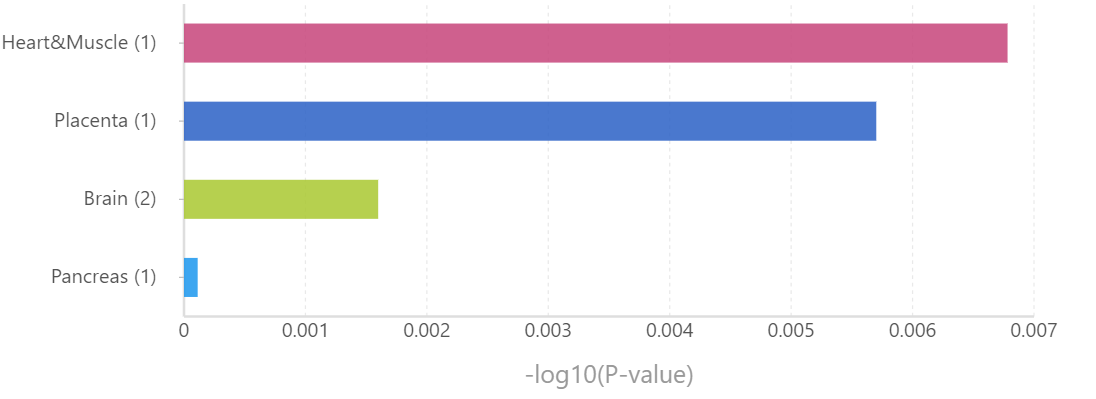 Heart&Muscle (1)
Placenta (1)
Brain (2)
Pancreas (1)
0 0.001 0.002 0.003 0.004 0.005 0.006 0.007
-log10(P-value)